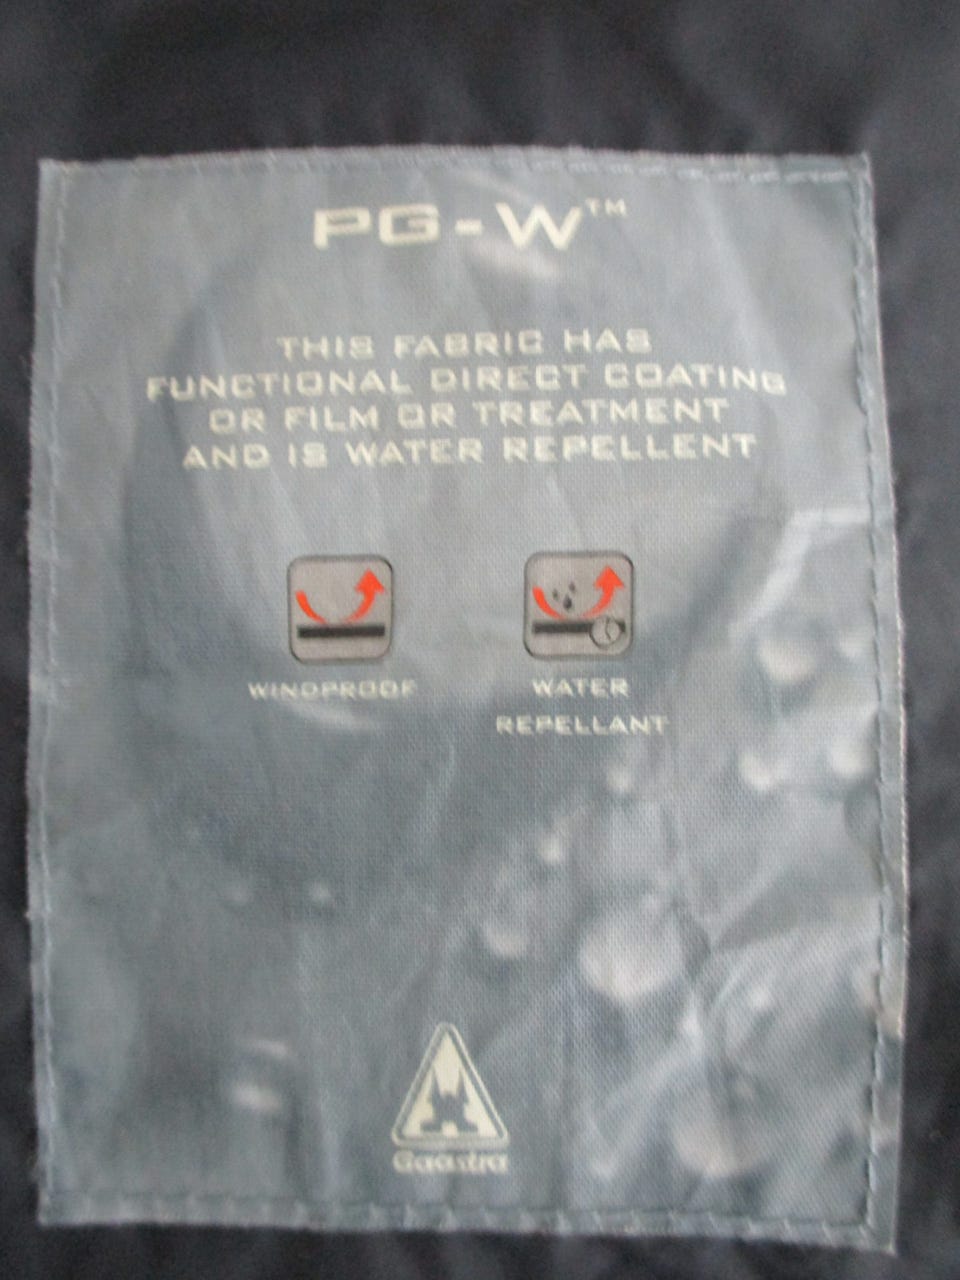 PG-W™
THIS FABRIC HAS
FUNCTIONAL DIRECT COATING
OR FILM OR TREATMENT
AND IS WATER REPELLENT
WINDPROOF
WATER
REPELLANT
Gaastra